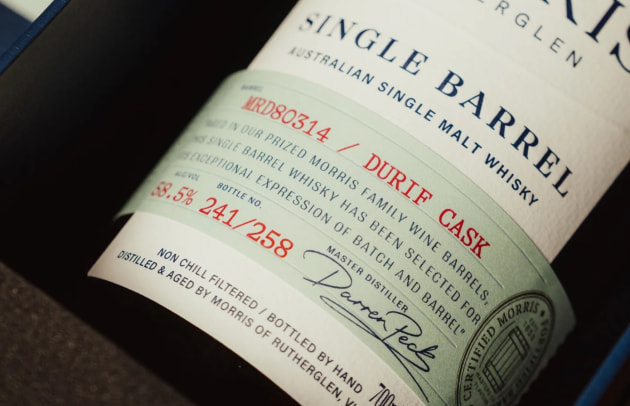 SINGLE BARREL
AUSTRALIAN SINGLE MALT WHISKY
BARREL
MRD80314 / DURIF CASK
AGED IN OUR PRIZED MORRIS FAMILY WINE BARRELS,
THIS SINGLE BARREL WHISKY HAS BEEN SELECTED FOR
ITS EXCEPTIONAL EXPRESSION OF BATCH AND BARREL"
ALC/VOL
58.5%
BOTTLE NO.
241/258
MASTER DISTILLER
Darren Peck
NON CHILL FILTERED / BOTTLED BY HAND
DISTILLED & AGED BY MORRIS OF RUTHERGLEN,
CERTIFIED MORRIS